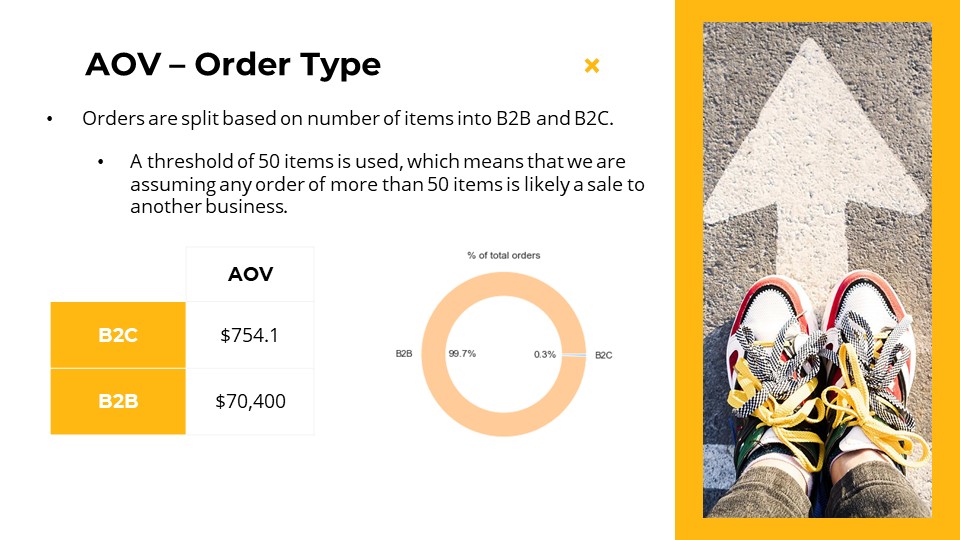 AOV – Order Type
• Orders are split based on number of items into B2B and B2C.
• A threshold of 50 items is used, which means that we are
assuming any order of more than 50 items is likely a sale to
another business.
AOV
B2C $754.1
B2B $70,400
% of total orders
B2B 99.7% 0.3% B2C